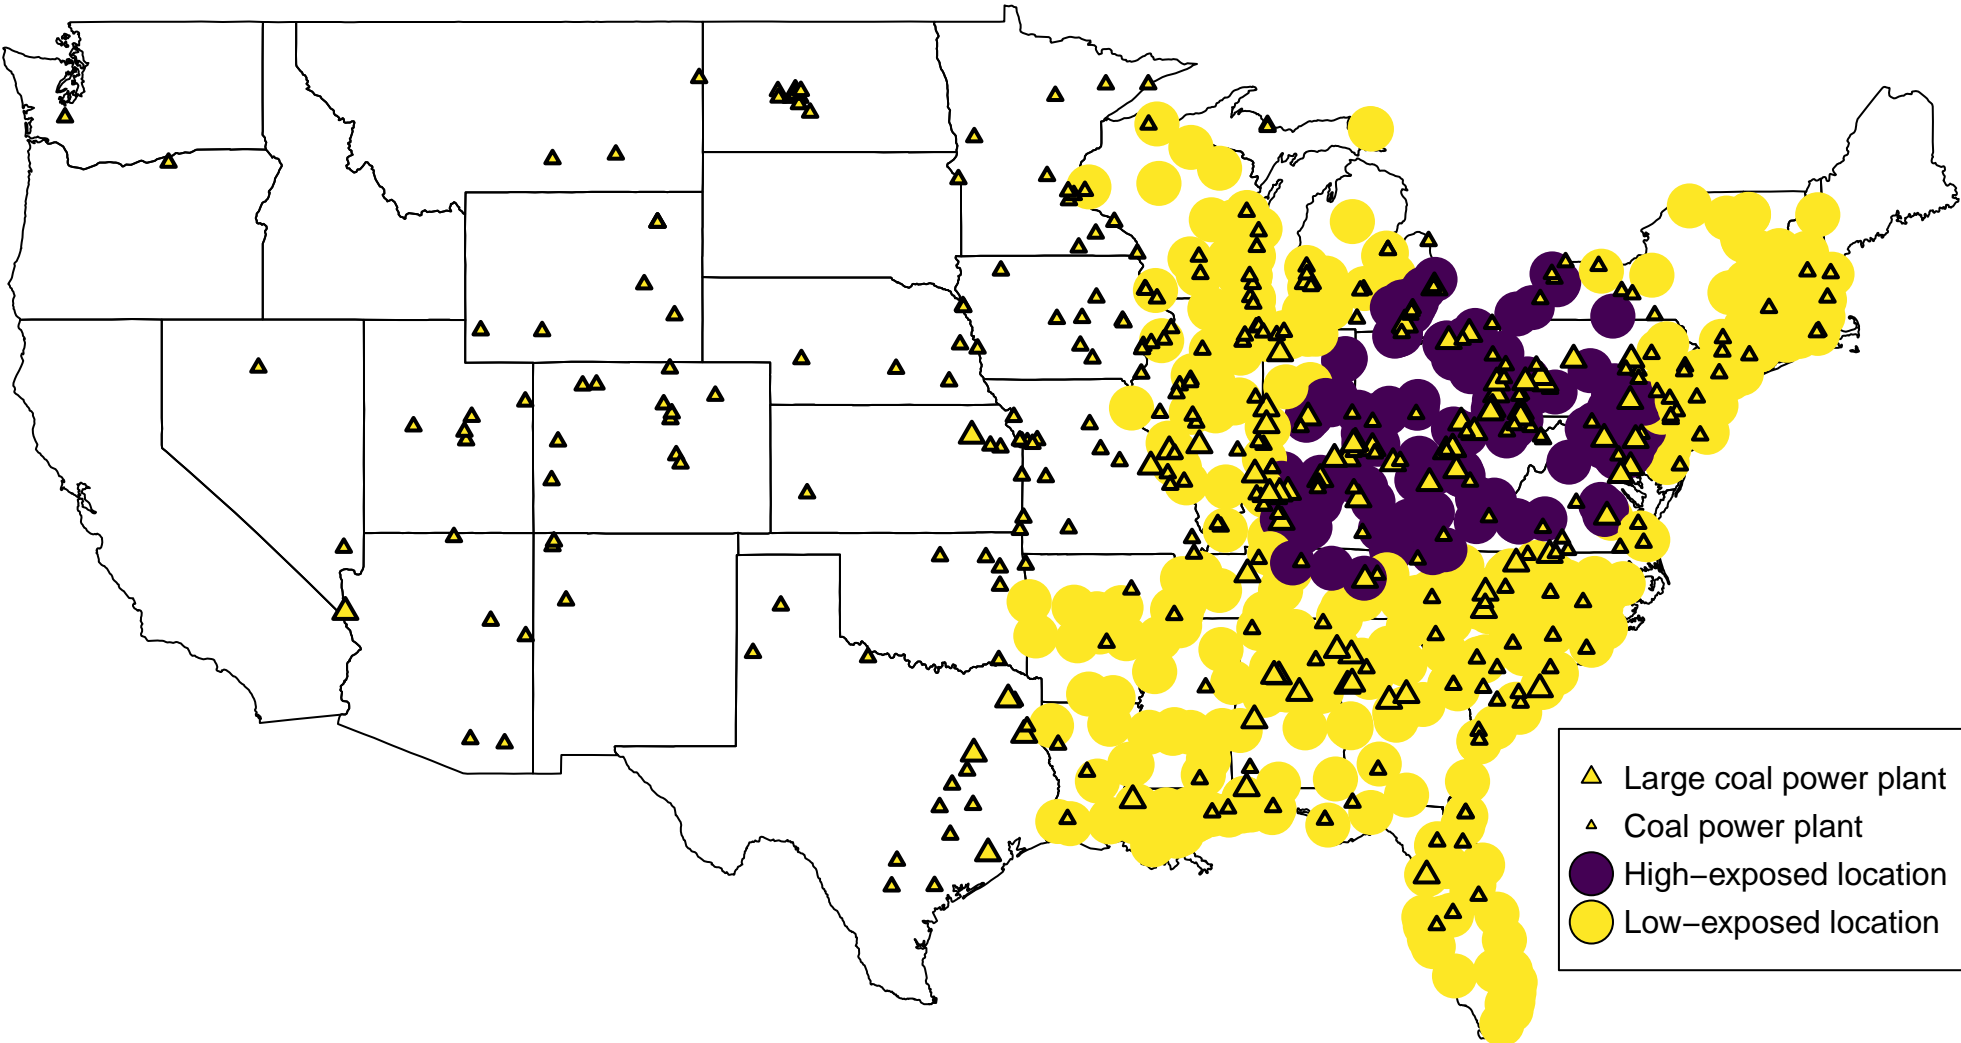 Large coal power plant
Coal power plant
High−exposed location
Low−exposed location